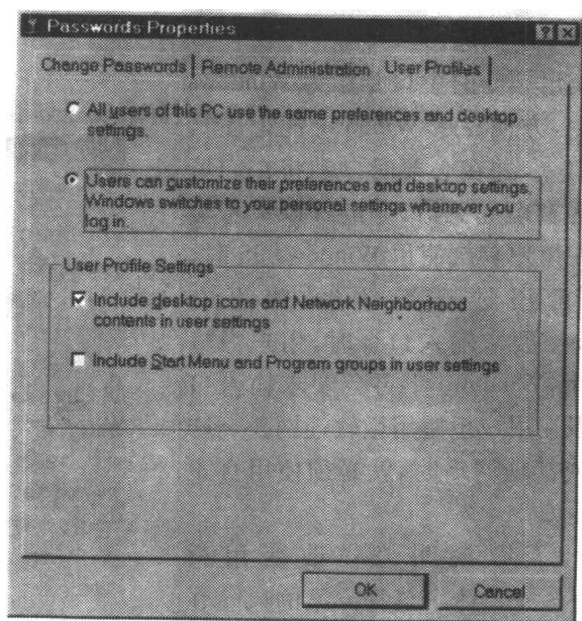 Passwords Properties
Change Passwords Remote Administration User Profiles
All users of this PC use the same preferences and desktop
settings.
Users can customize their preferences and desktop settings.
Windows switches to your personal settings whenever you
log in.
User Profile Settings
Include desktop icons and Network Neighborhood
contents in user settings
Include Start Menu and Program groups in user settings
OK Cancel